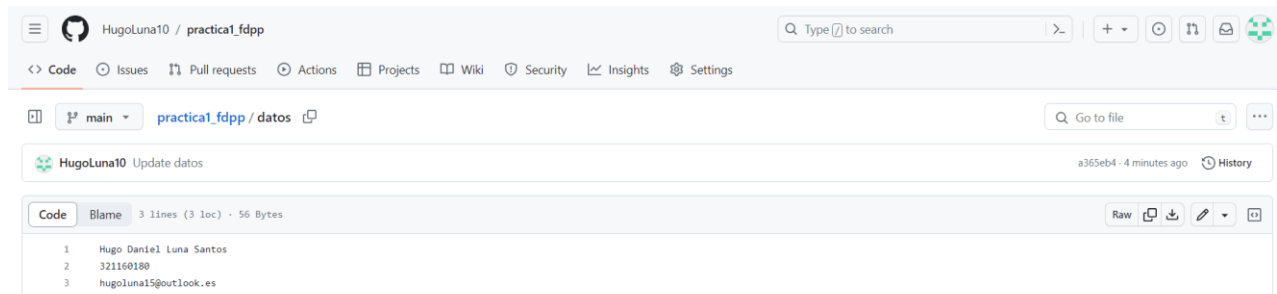 HugoLuna10 / practica1_fdpp
Type / to search
Code Issues Pull requests Actions Projects Wiki Security Insights Settings
main practica1_fdpp / datos
Go to file t
HugoLuna10 Update datos
a365eb4 · 4 minutes ago History
Code Blame 3 lines (3 loc) · 56 Bytes
Raw
1 Hugo Daniel Luna Santos
2 321160180
3 hugoluna15@outlook.es